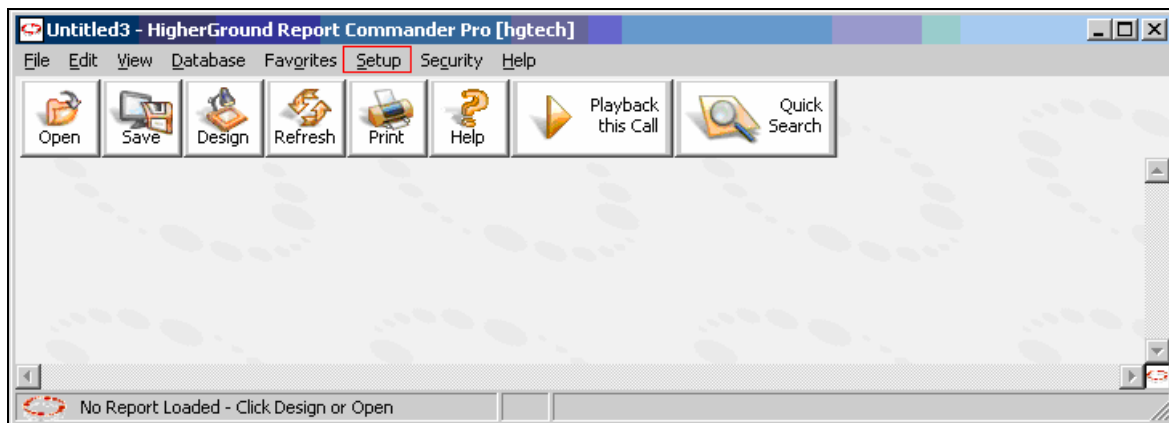 Untitled3 - HigherGround Report Commander Pro [hgtech]
File Edit View Database Favorites Setup Security Help
Open Save Design Refresh Print Help Playback this Call Quick Search
No Report Loaded - Click Design or Open